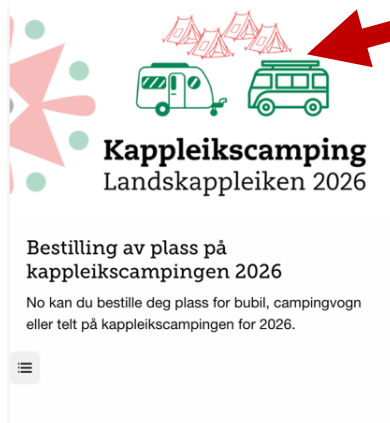 Kappleikscamping
Landskappleiken 2026
Bestilling av plass på
kappleikscampingen 2026
No kan du bestille deg plass for bubil, campingvogn
eller telt på kappleikscampingen for 2026.